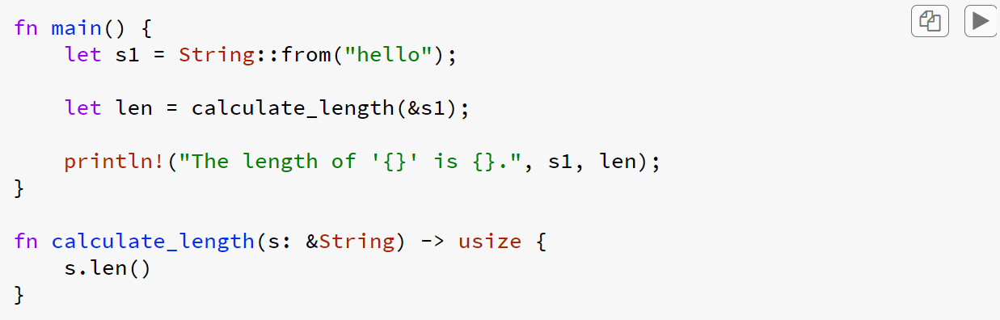 fn main() {
    let s1 = String::from("hello");

    let len = calculate_length(&s1);

    println!("The length of '{}' is {}.", s1, len);
}

fn calculate_length(s: &String) -> usize {
    s.len()
}